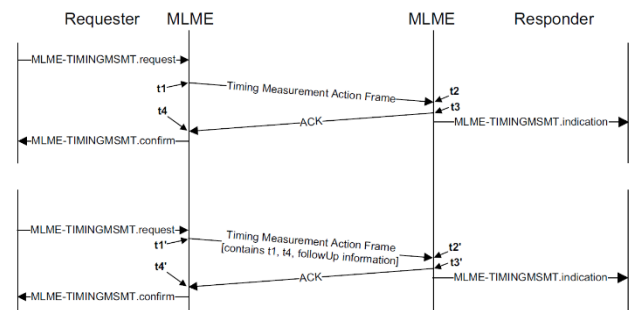 Requester MLME MLME Responder
MLME-TIMINGMSMT.request
t1 Timing Measurement Action Frame t2
t4 t3
ACK
MLME-TIMINGMSMT.indication
MLME-TIMINGMSMT.confirm
MLME-TIMINGMSMT.request
t1' Timing Measurement Action Frame
[contains t1, t4, followUp information] t2'
t4' t3'
ACK
MLME-TIMINGMSMT.indication
MLME-TIMINGMSMT.confirm